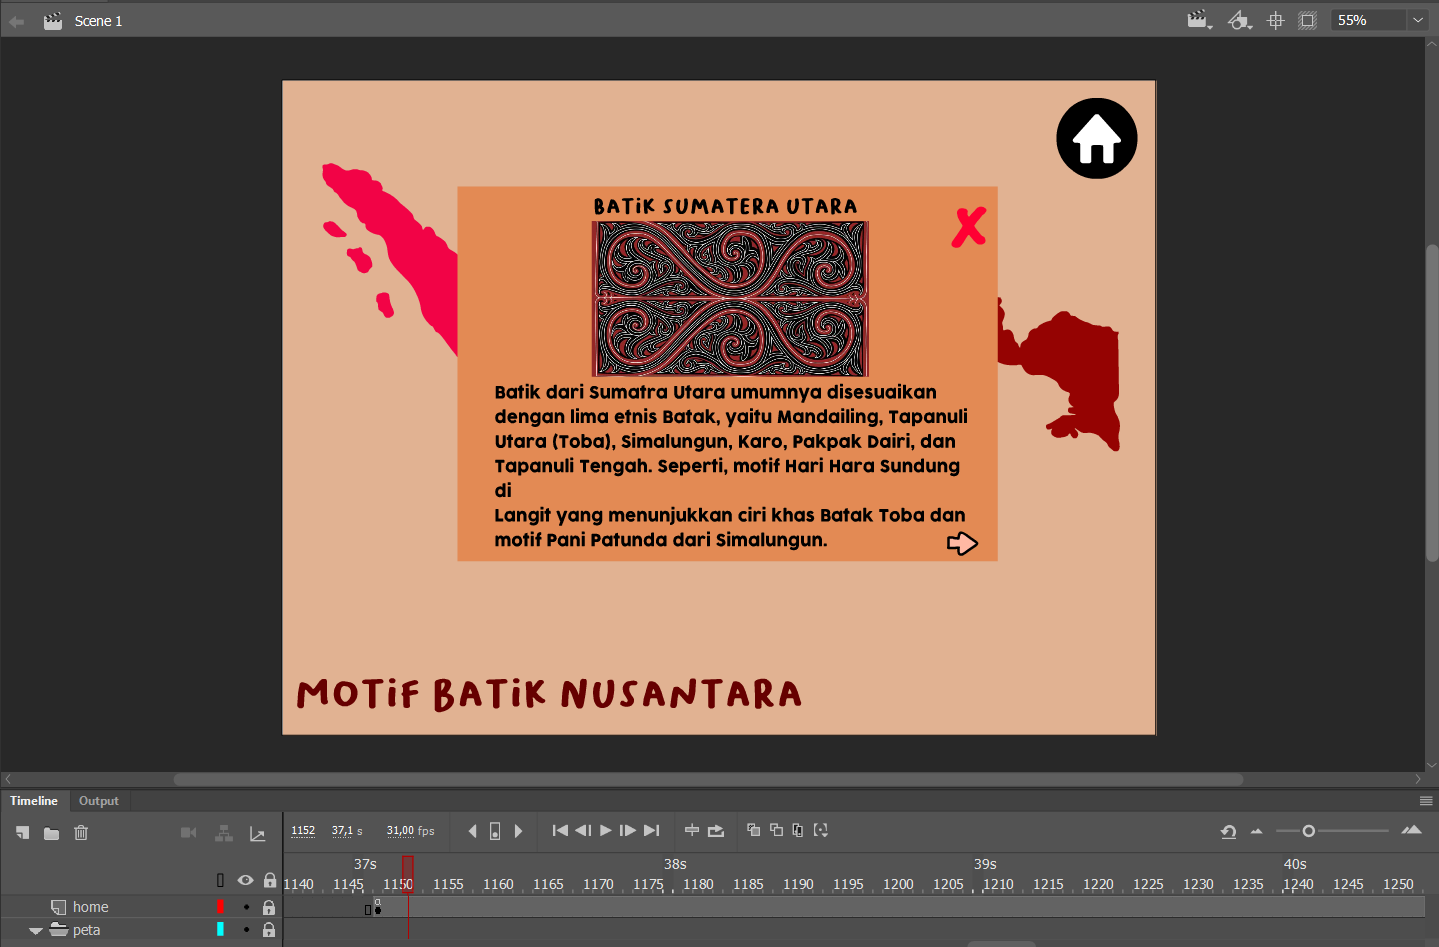 Scene 1
55%
BATiK SUMATERA UTARA
X
Batik dari Sumatra Utara umumnya disesuaikan
dengan lima etnis Batak, yaitu Mandailing, Tapanuli
Utara (Toba), Simalungun, Karo, Pakpak Dairi, dan
Tapanuli Tengah. Seperti, motif Hari Hara Sundung
di
Langit yang menunjukkan ciri khas Batak Toba dan
motif Pani Patunda dari Simalungun.
MOTiF BATiK NUSANTARA
Timeline Output
1152 37,1 s 31,00 fps
37s 38s 39s 40s
1140 1145 1150 1155 1160 1165 1170 1175 1180 1185 1190 1195 1200 1205 1210 1215 1220 1225 1230 1235 1240 1245 1250
home
a
peta